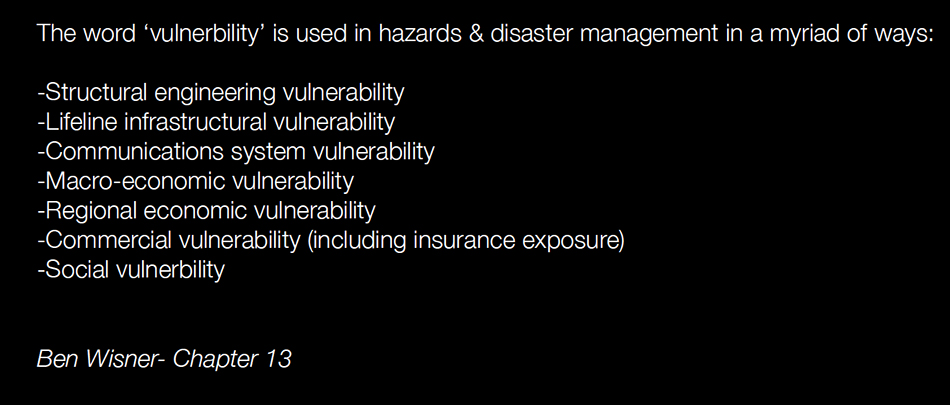 The word ‘vulnerbility’ is used in hazards & disaster management in a myriad of ways:
-Structural engineering vulnerability
-Lifeline infrastructural vulnerability
-Communications system vulnerability
-Macro-economic vulnerability
-Regional economic vulnerability
-Commercial vulnerability (including insurance exposure)
-Social vulnerbility
Ben Wisner- Chapter 13